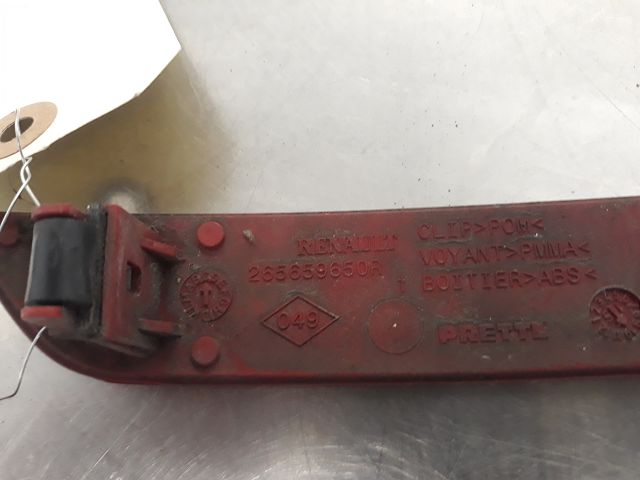 RENAULT
265659650R
049
CLIP>POM<
VOYANT>PMMA<
BOITIER>ABS<
PRETTL